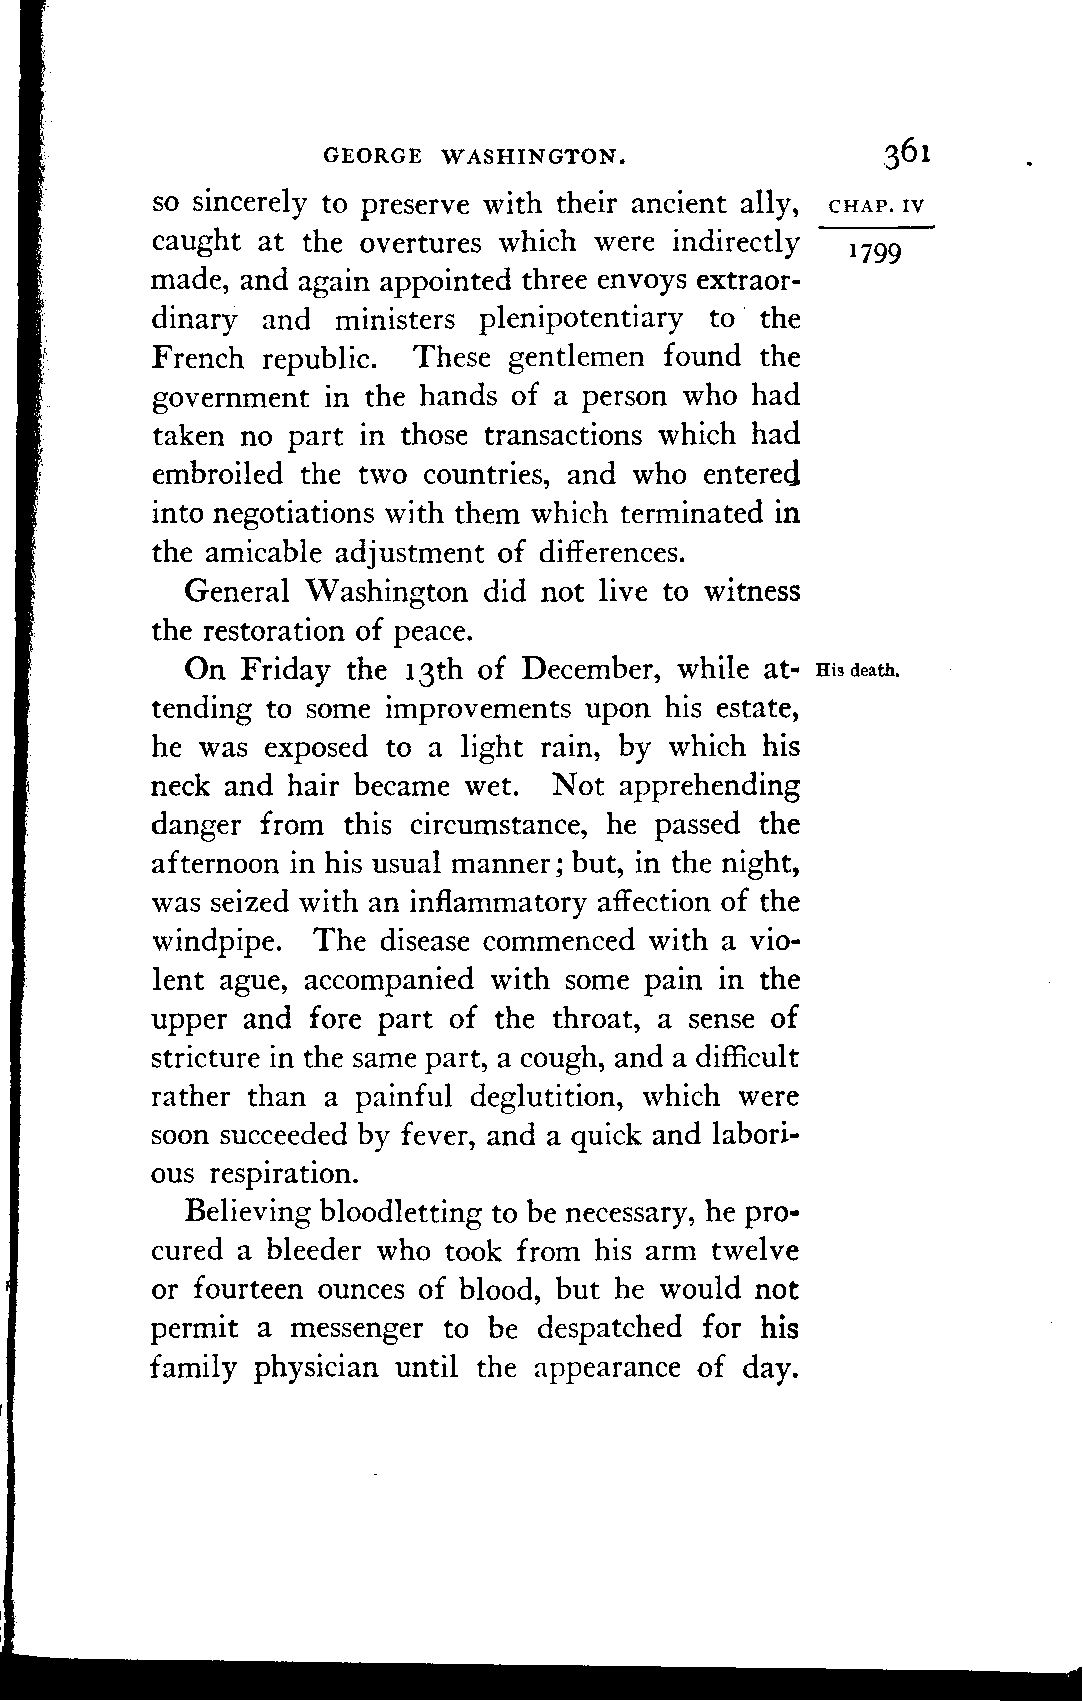 GEORGE WASHINGTON. 361
so sincerely to preserve with their ancient ally, CHAP. IV
caught at the overtures which were indirectly 1799
made, and again appointed three envoys extraor-
dinary and ministers plenipotentiary to the
French republic. These gentlemen found the
government in the hands of a person who had
taken no part in those transactions which had
embroiled the two countries, and who entered
into negotiations with them which terminated in
the amicable adjustment of differences.
General Washington did not live to witness
the restoration of peace.
On Friday the 13th of December, while at- His death.
tending to some improvements upon his estate,
he was exposed to a light rain, by which his
neck and hair became wet. Not apprehending
danger from this circumstance, he passed the
afternoon in his usual manner; but, in the night,
was seized with an inflammatory affection of the
windpipe. The disease commenced with a vio-
lent ague, accompanied with some pain in the
upper and fore part of the throat, a sense of
stricture in the same part, a cough, and a difficult
rather than a painful deglutition, which were
soon succeeded by fever, and a quick and labori-
ous respiration.
Believing bloodletting to be necessary, he pro-
cured a bleeder who took from his arm twelve
or fourteen ounces of blood, but he would not
permit a messenger to be despatched for his
family physician until the appearance of day.